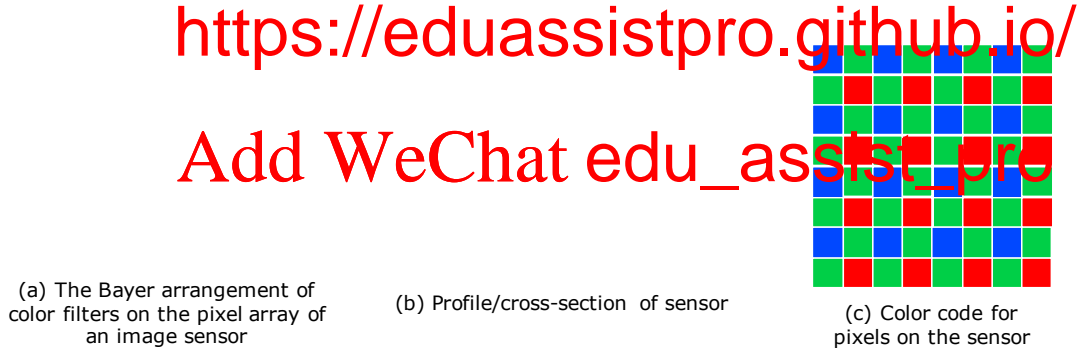 https://eduassistpro.github.io/
Add WeChat edu_assist_pro
(a) The Bayer arrangement of
color filters on the pixel array of
an image sensor
(b) Profile/cross-section of sensor
(c) Color code for
pixels on the sensor